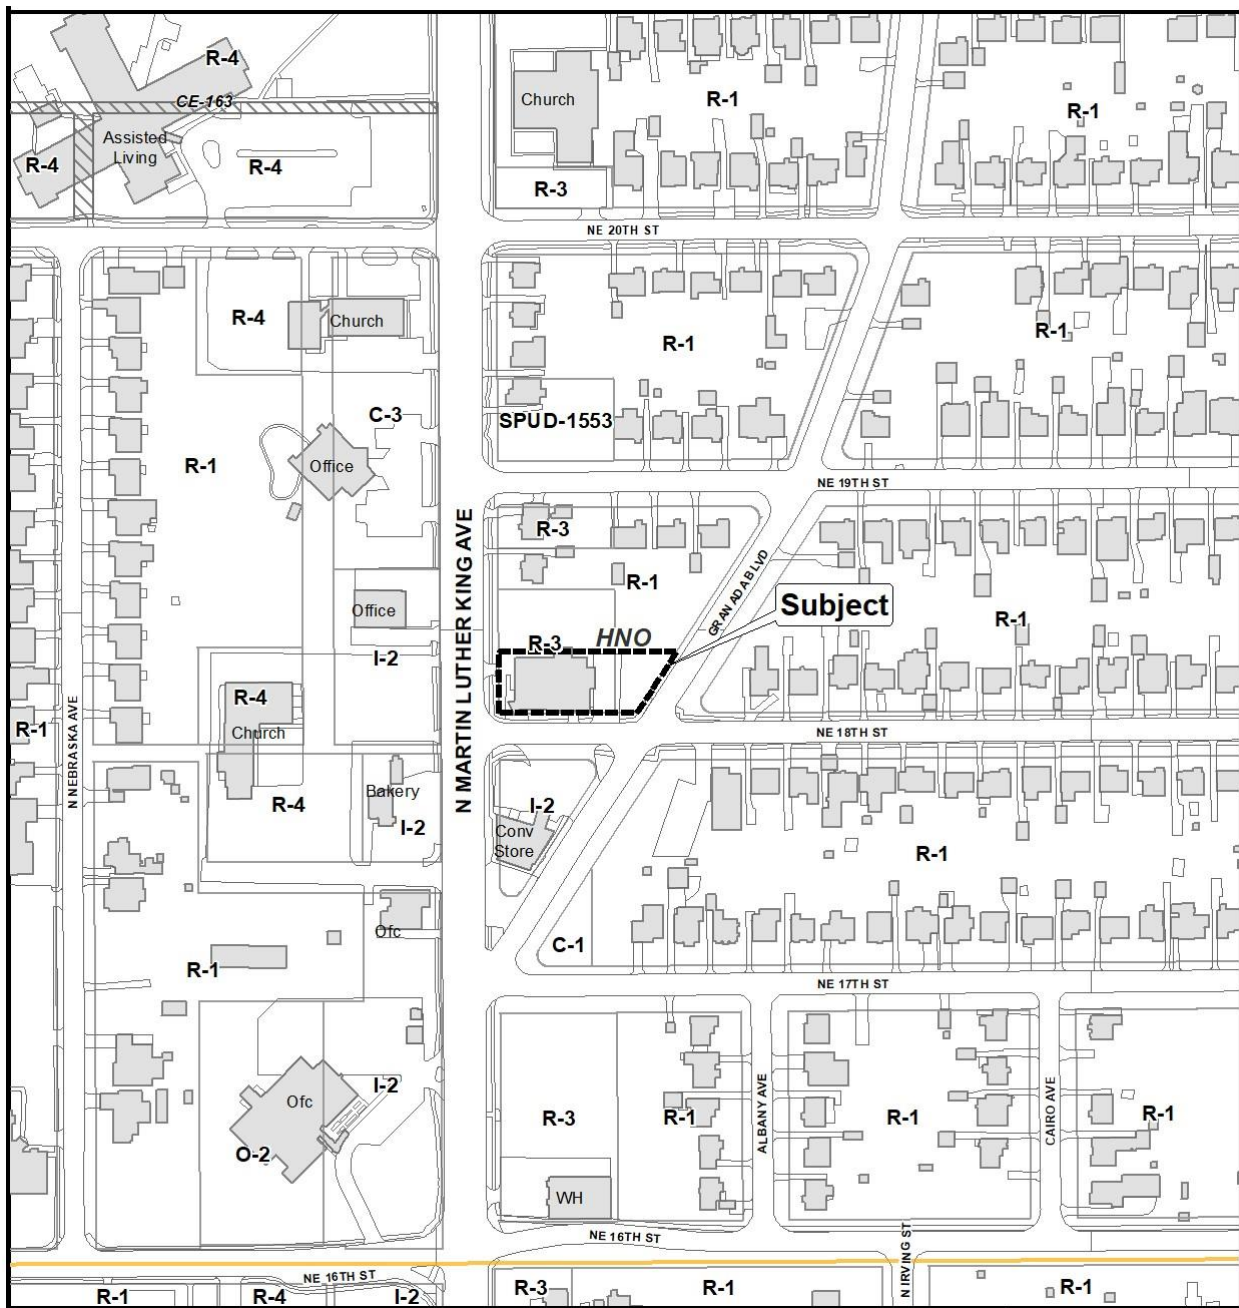 R-4
CE-163
Church
R-1
R-1
Assisted
Living
R-4
R-4
R-3
NE 20TH ST
R-4
Church
R-1
R-1
C-3
SPUD-1553
R-1
Office
NE 19TH ST
R-3
N MARTIN LUTHER KING AVE
GRANADA BLVD
R-1
Subject
Office
R-1
HNO
R-3
I-2
R-4
N NEBRASKA AVE
R-1
Church
NE 18TH ST
Bakery
R-4
I-2
I-2
Conv
Store
R-1
Ofc
C-1
R-1
NE 17TH ST
I-2
Ofc
ALBANY AVE
CAIRO AVE
R-3
R-1
R-1
R-1
O-2
WH
NE 16TH ST
N IRVING ST
NE 16TH ST
R-1
R-4
I-2
R-3
R-1
R-1